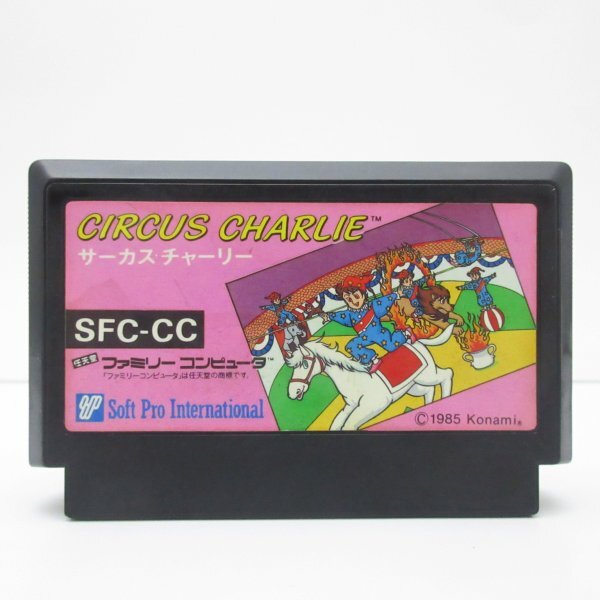 CIRCUS CHARLIE™
サーカス チャーリー
SFC-CC
任天堂 ファミリー コンピュータ™
「ファミリーコンピュータ」は任天堂の商標です。
Soft Pro International
©1985 Konami®